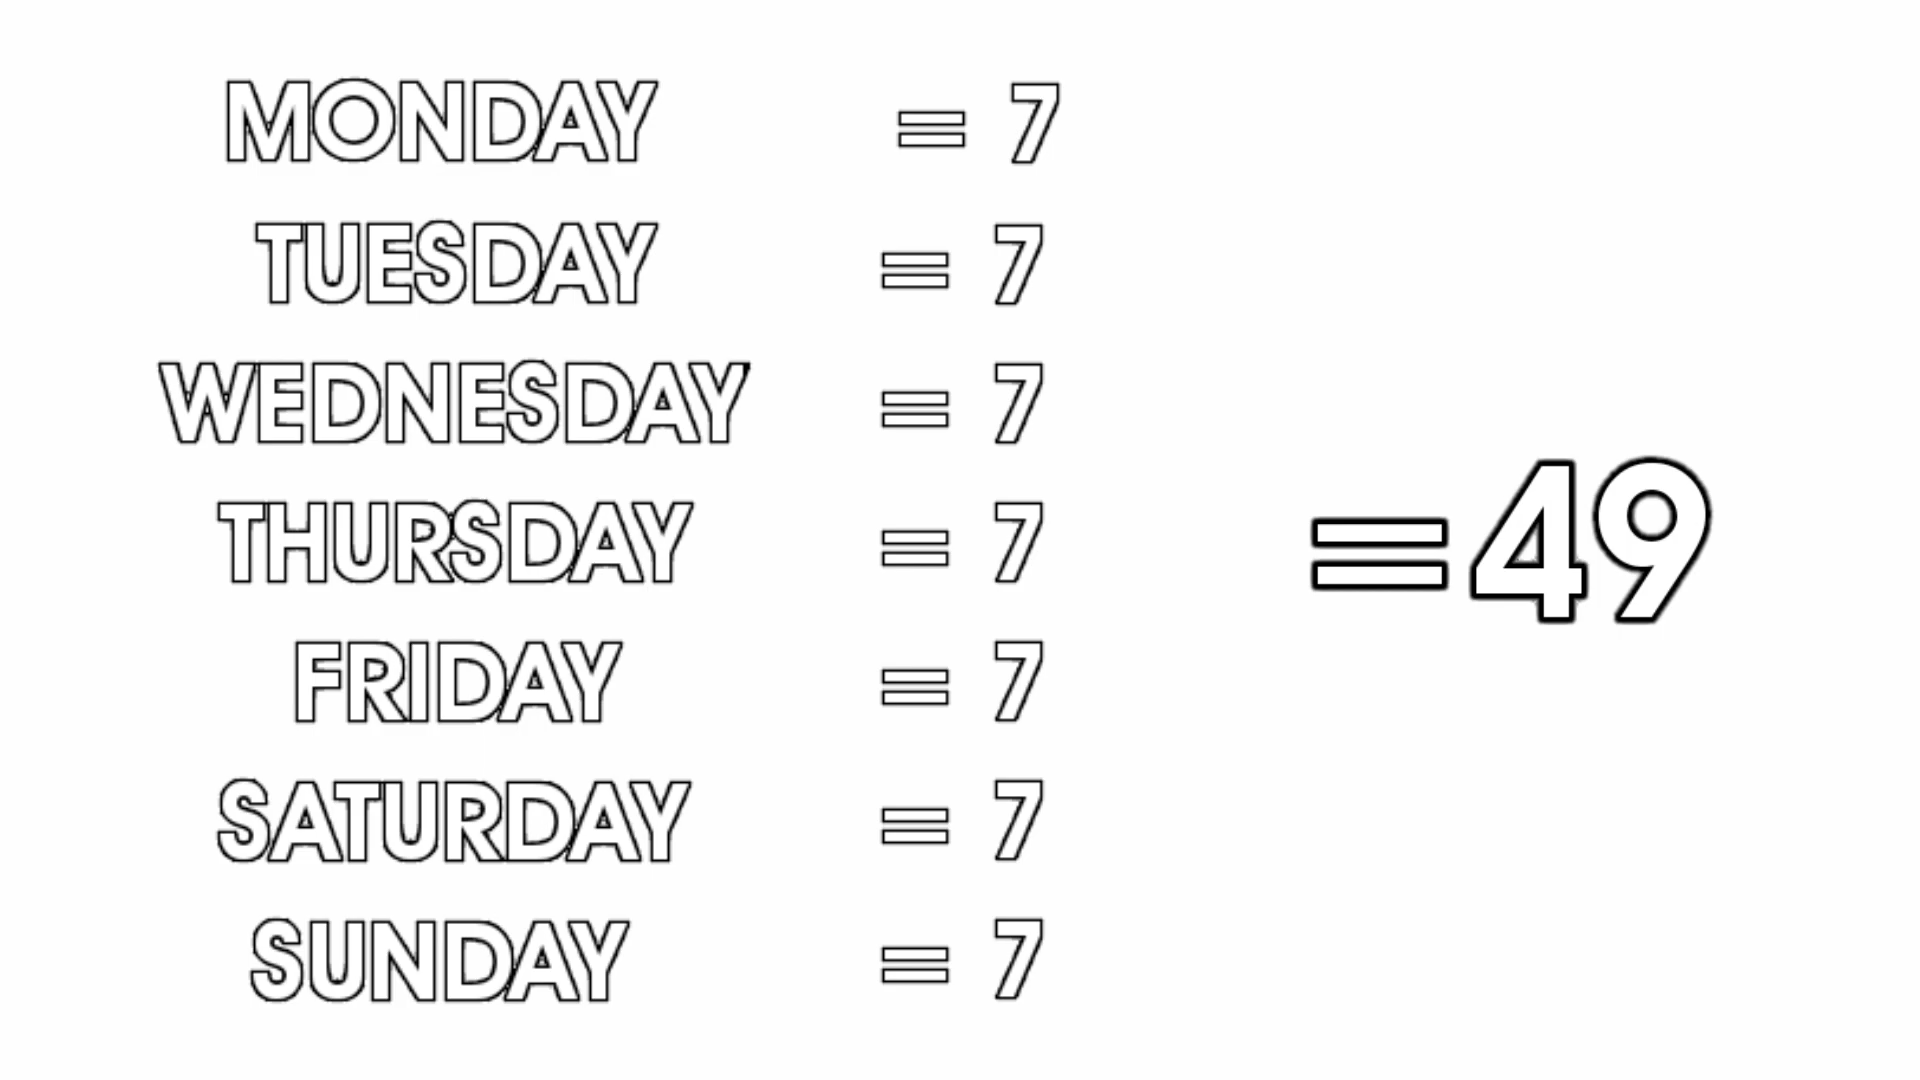 MONDAY = 7
TUESDAY = 7
WEDNESDAY = 7
THURSDAY = 7
=49
FRIDAY = 7
SATURDAY = 7
SUNDAY = 7